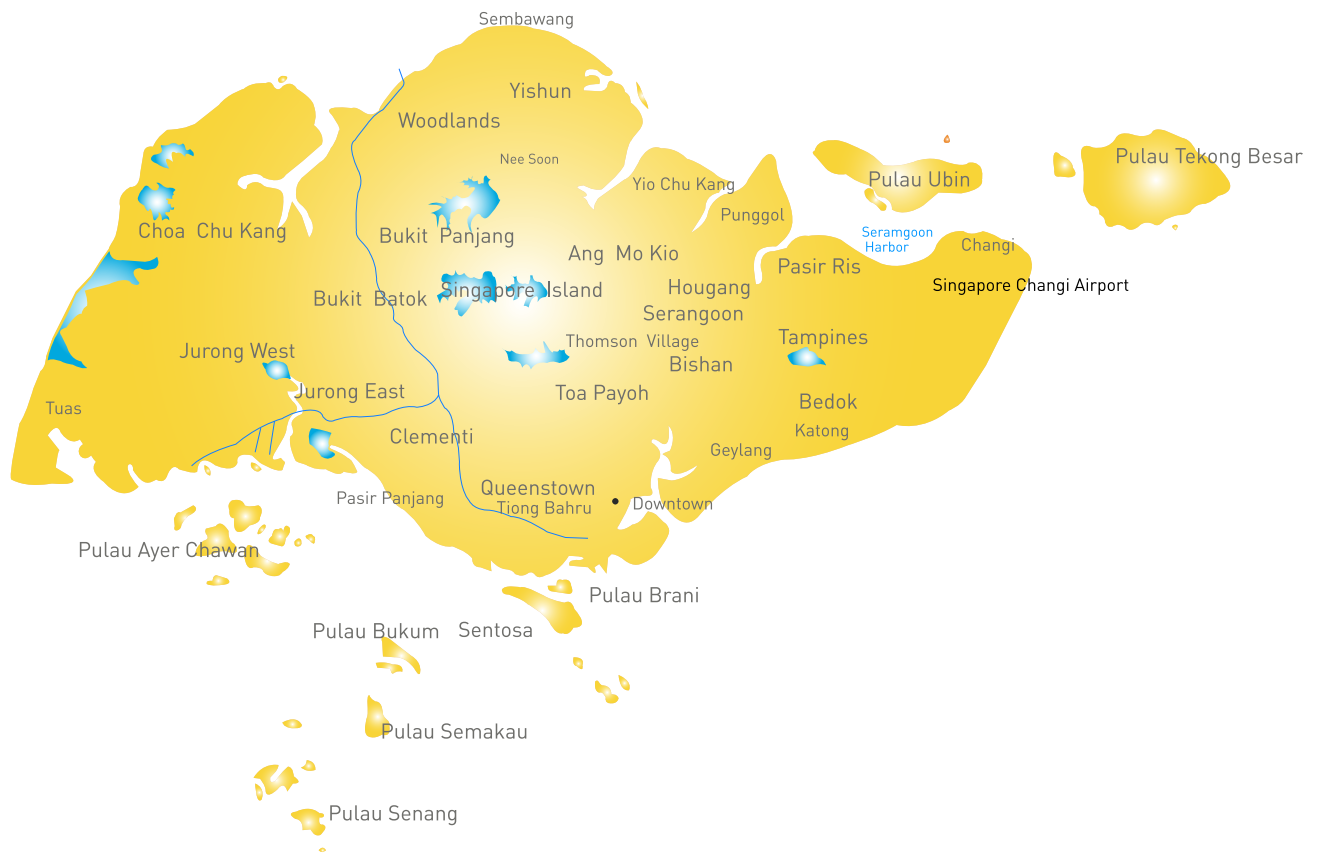 Sembawang
Yishun
Woodlands
Nee Soon
Pulau Tekong Besar
Yio Chu Kang
Pulau Ubin
Punggol
Choa Chu Kang
Bukit Panjang
Seramgoon
Harbor
Changi
Ang Mo Kio
Pasir Ris
Singapore Changi Airport
Hougang
Singapore Island
Bukit Batok
Serangoon
Tampines
Thomson Village
Jurong West
Bishan
Jurong East
Toa Payoh
Bedok
Tuas
Katong
Clementi
Geylang
Queenstown
Pasir Panjang
Tiong Bahru
Downtown
Pulau Ayer Chawan
Pulau Brani
Pulau Bukum
Sentosa
Pulau Semakau
Pulau Senang